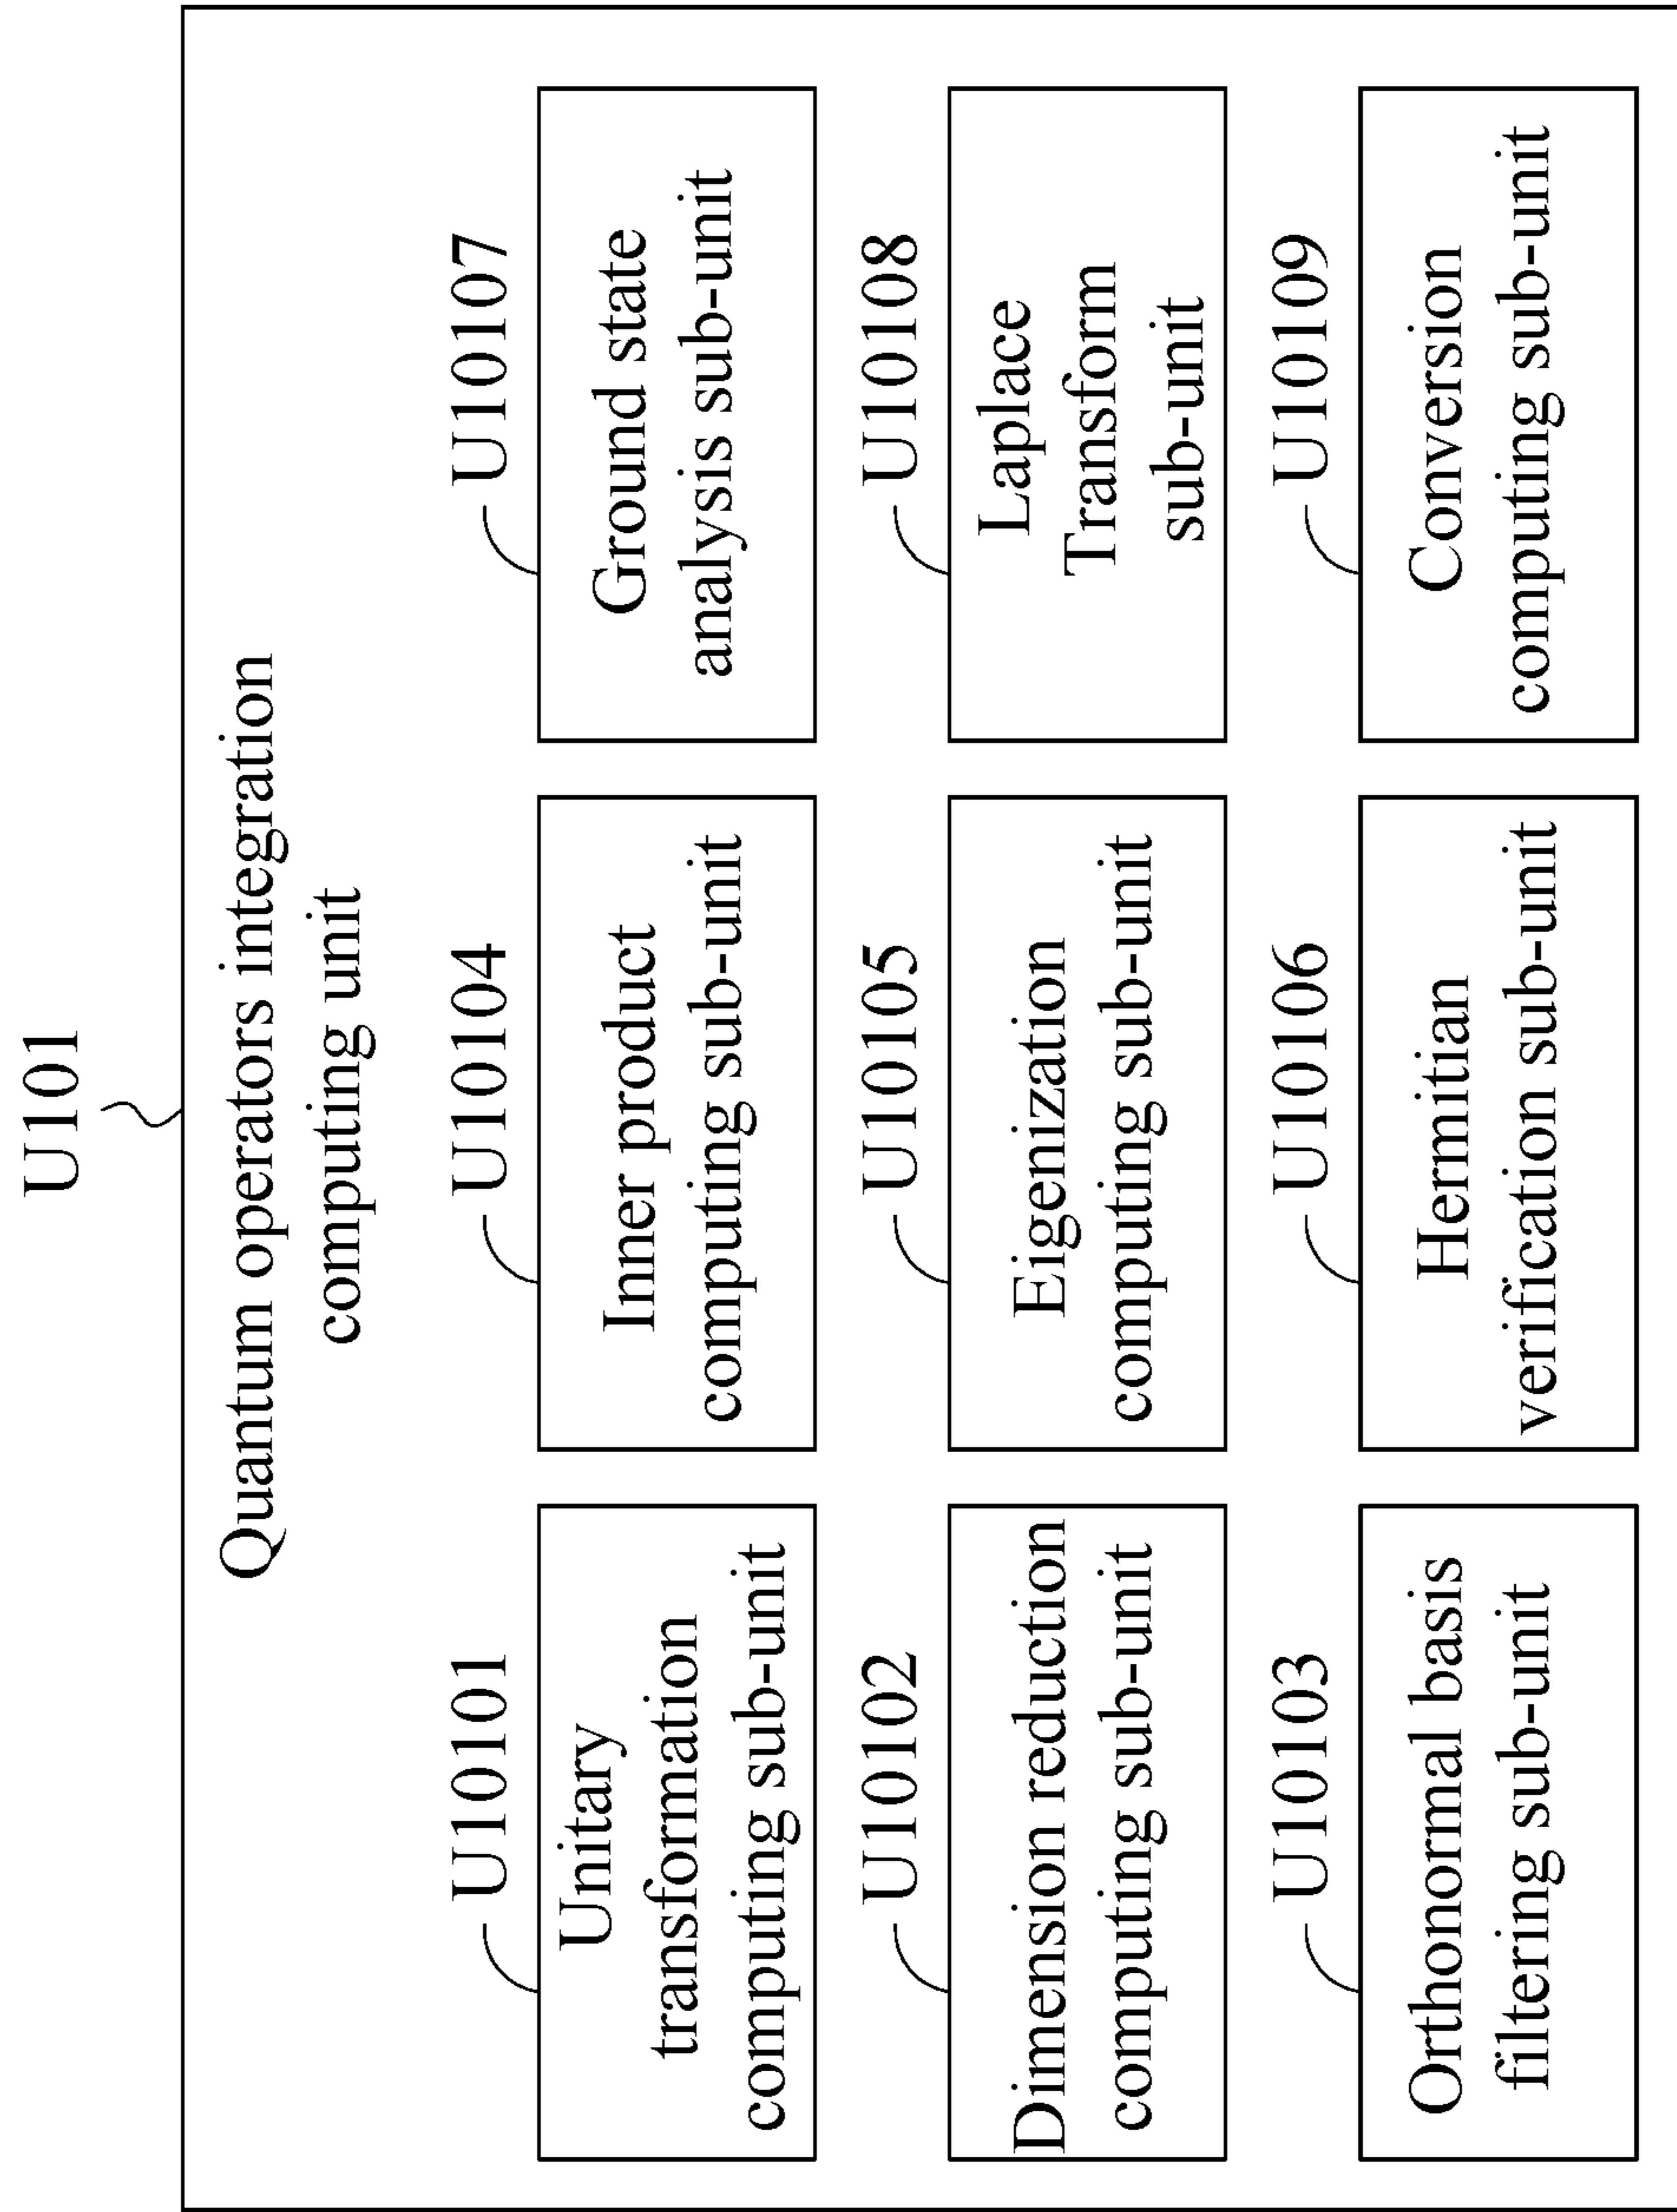 U101
Quantum operators integration
computing unit
U10101
Unitary
transformation
computing sub-unit
U10104
Inner product
computing sub-unit
U10107
Ground state
analysis sub-unit
U10102
Dimension reduction
computing sub-unit
U10105
Eigenization
computing sub-unit
U10108
Laplace
Transform
sub-unit
U10103
Orthonormal basis
filtering sub-unit
U10106
Hermitian
verification sub-unit
U10109
Conversion
computing sub-unit